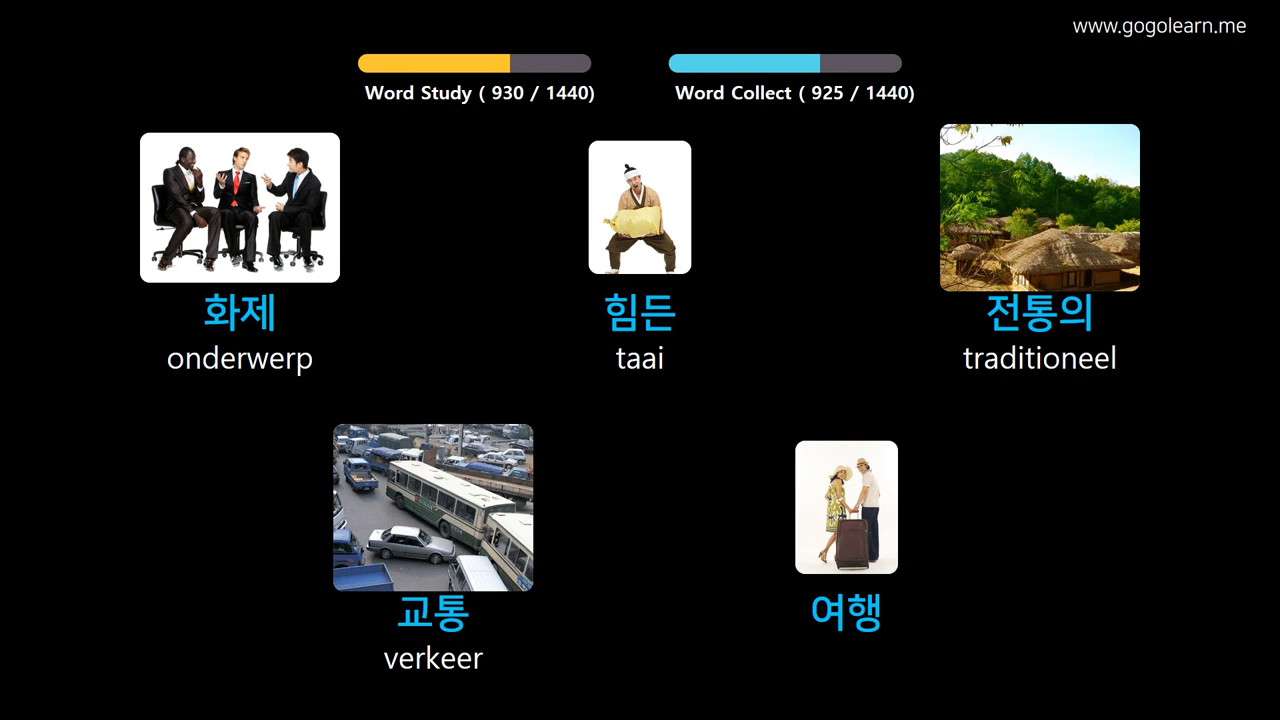 www.gogolearn.me
Word Study ( 930 / 1440)
Word Collect ( 925 / 1440)
화제
힘든
전통의
onderwerp
taai
traditioneel
교통
여행
verkeer